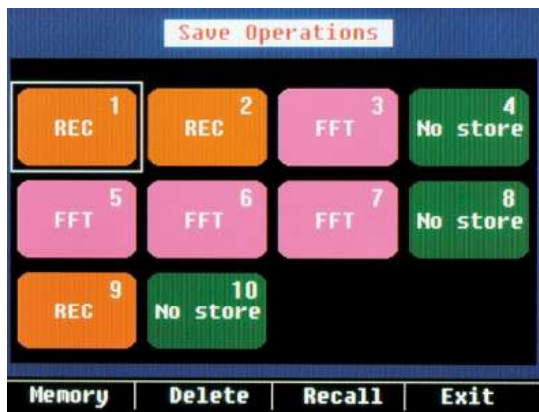 Save Operations
1 2 3 4
REC REC FFT No store
5 6 7 8
FFT FFT FFT No store
9 10
REC No store
Memory Delete Recall Exit